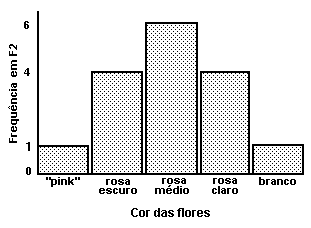 Frequência em F2
6
4
1
0
"pink"
rosa escuro
rosa médio
rosa claro
branco
Cor das flores